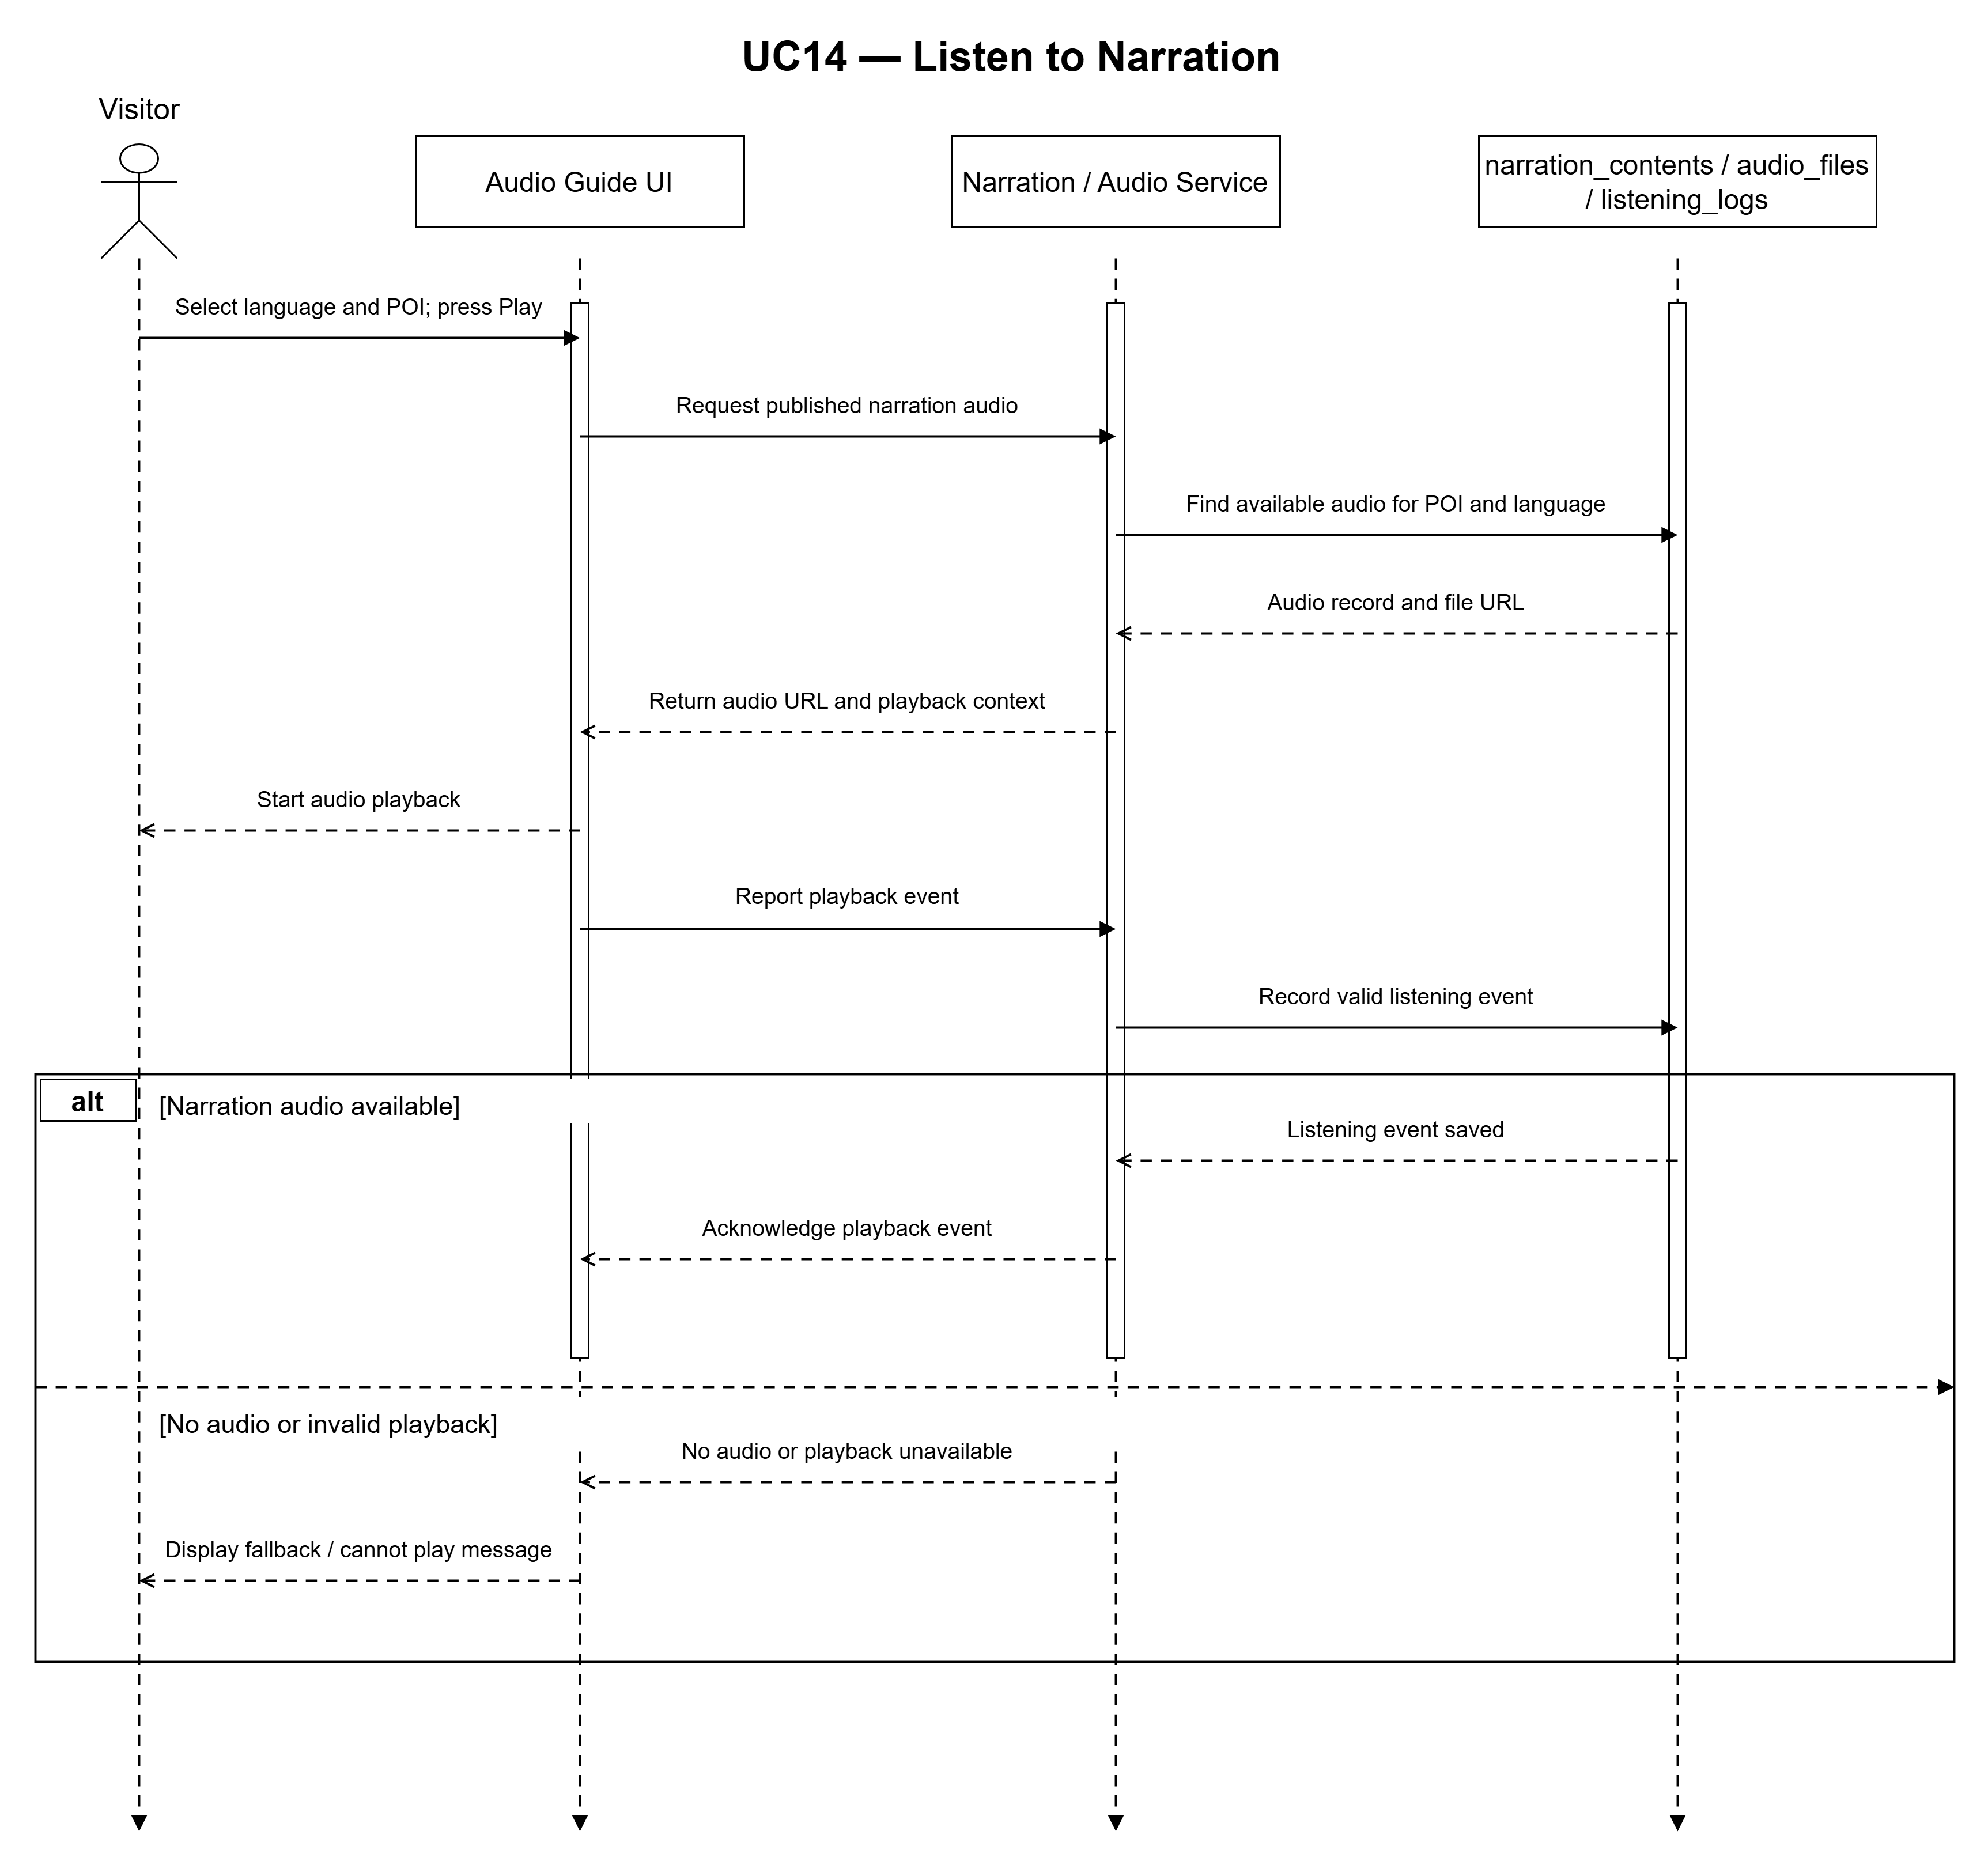 UC14 — Listen to Narration
Visitor
Audio Guide UI
Narration / Audio Service
narration_contents / audio_files
/ listening_logs
Select language and POI; press Play
Request published narration audio
Find available audio for POI and language
Audio record and file URL
Return audio URL and playback context
Start audio playback
Report playback event
Record valid listening event
alt
[Narration audio available]
Listening event saved
Acknowledge playback event
[No audio or invalid playback]
No audio or playback unavailable
Display fallback / cannot play message